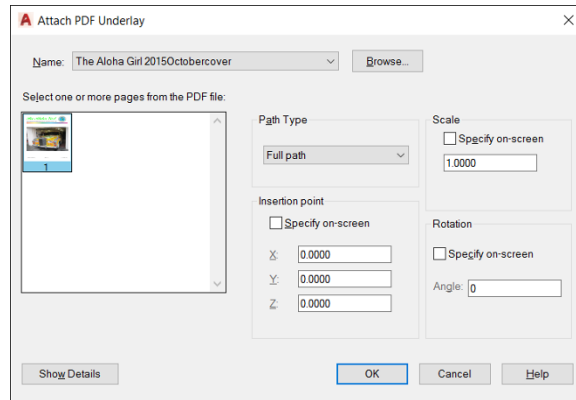 Attach PDF Underlay
Name: The Aloha Girl 2015Octobercover Browse...
Select one or more pages from the PDF file:
1
Path Type
Full path
Scale
Specify on-screen
1.0000
Insertion point
Specify on-screen
X: 0.0000
Y: 0.0000
Z: 0.0000
Rotation
Specify on-screen
Angle: 0
Show Details OK Cancel Help